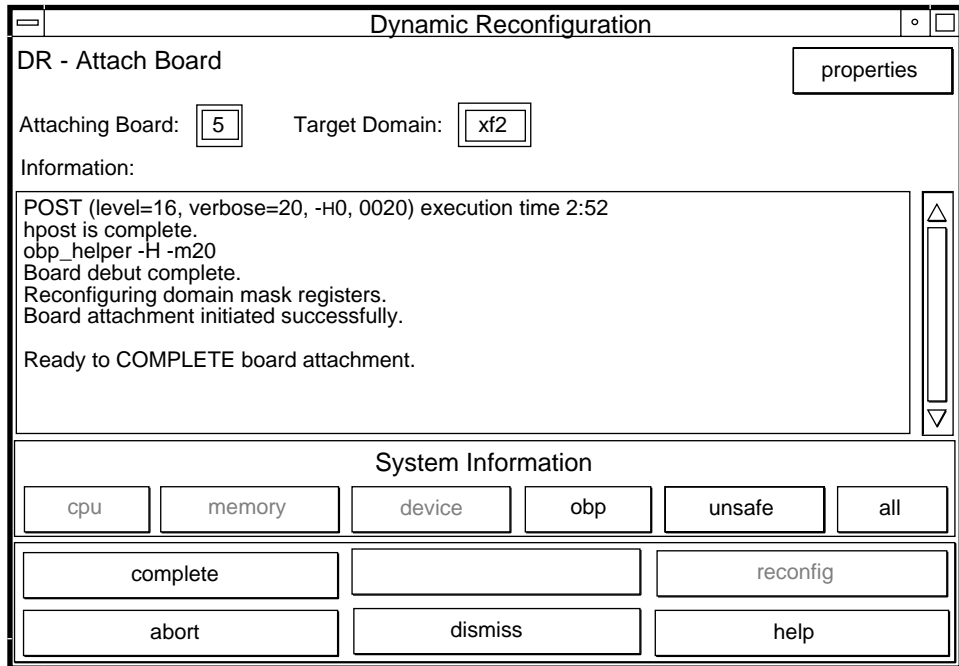 Dynamic Reconfiguration
DR - Attach Board
properties
Attaching Board: 5 Target Domain: xf2
Information:
POST (level=16, verbose=20, -H0, 0020) execution time 2:52
hpost is complete.
obp_helper -H -m20
Board debut complete.
Reconfiguring domain mask registers.
Board attachment initiated successfully.
Ready to COMPLETE board attachment.
System Information
cpu memory device obp unsafe all
complete reconfig
abort dismiss help